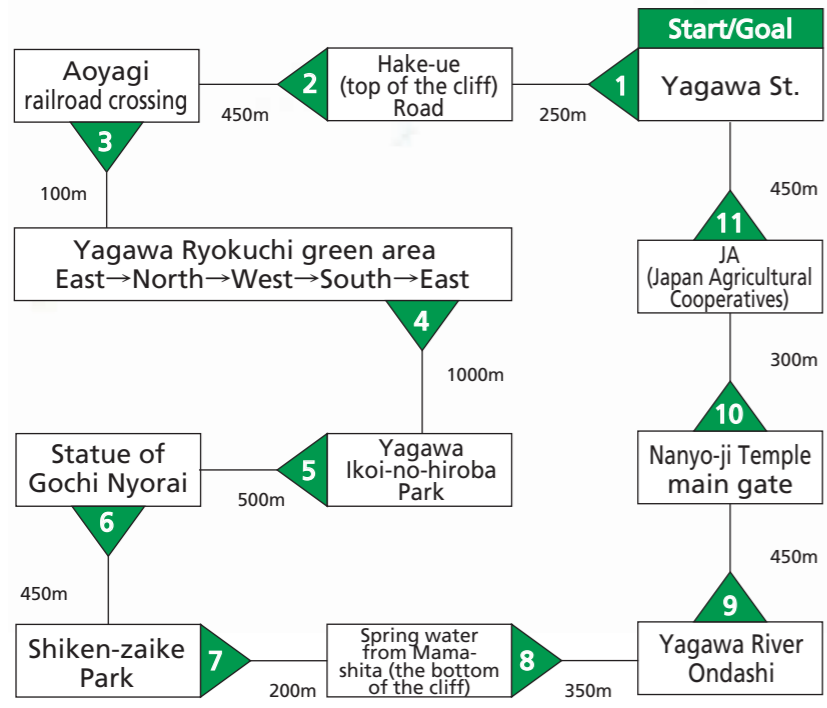 Start/Goal
Yagawa St.
1
250m
Hake-ue
(top of the cliff)
Road
2
450m
Aoyagi
railroad crossing
3
100m
Yagawa Ryokuchi green area
East→North→West→South→East
4
1000m
Yagawa
Ikoi-no-hiroba
Park
5
500m
Statue of
Gochi Nyorai
6
450m
Shiken-zaike
Park
7
200m
Spring water
from Mama-
shita (the bottom
of the cliff)
8
350m
Yagawa River
Ondashi
9
450m
Nanyo-ji Temple
main gate
10
300m
JA
(Japan Agricultural
Cooperatives)
11
450m